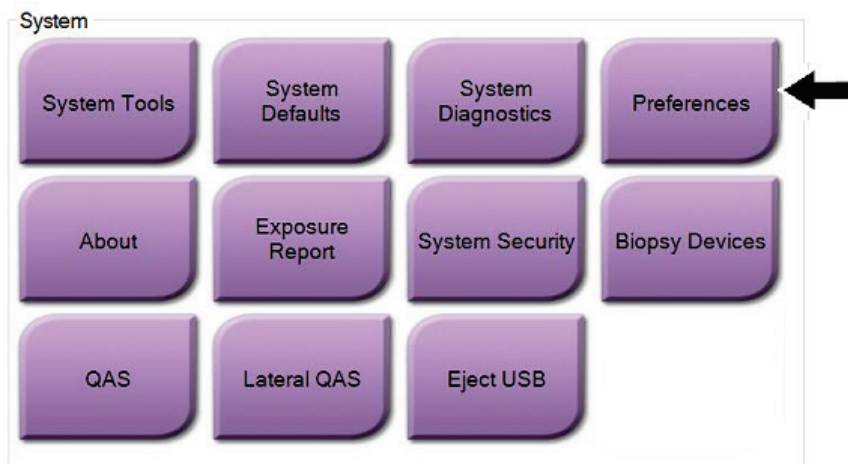 System
System Tools
System
Defaults
System
Diagnostics
Preferences
About
Exposure
Report
System Security
Biopsy Devices
QAS
Lateral QAS
Eject USB